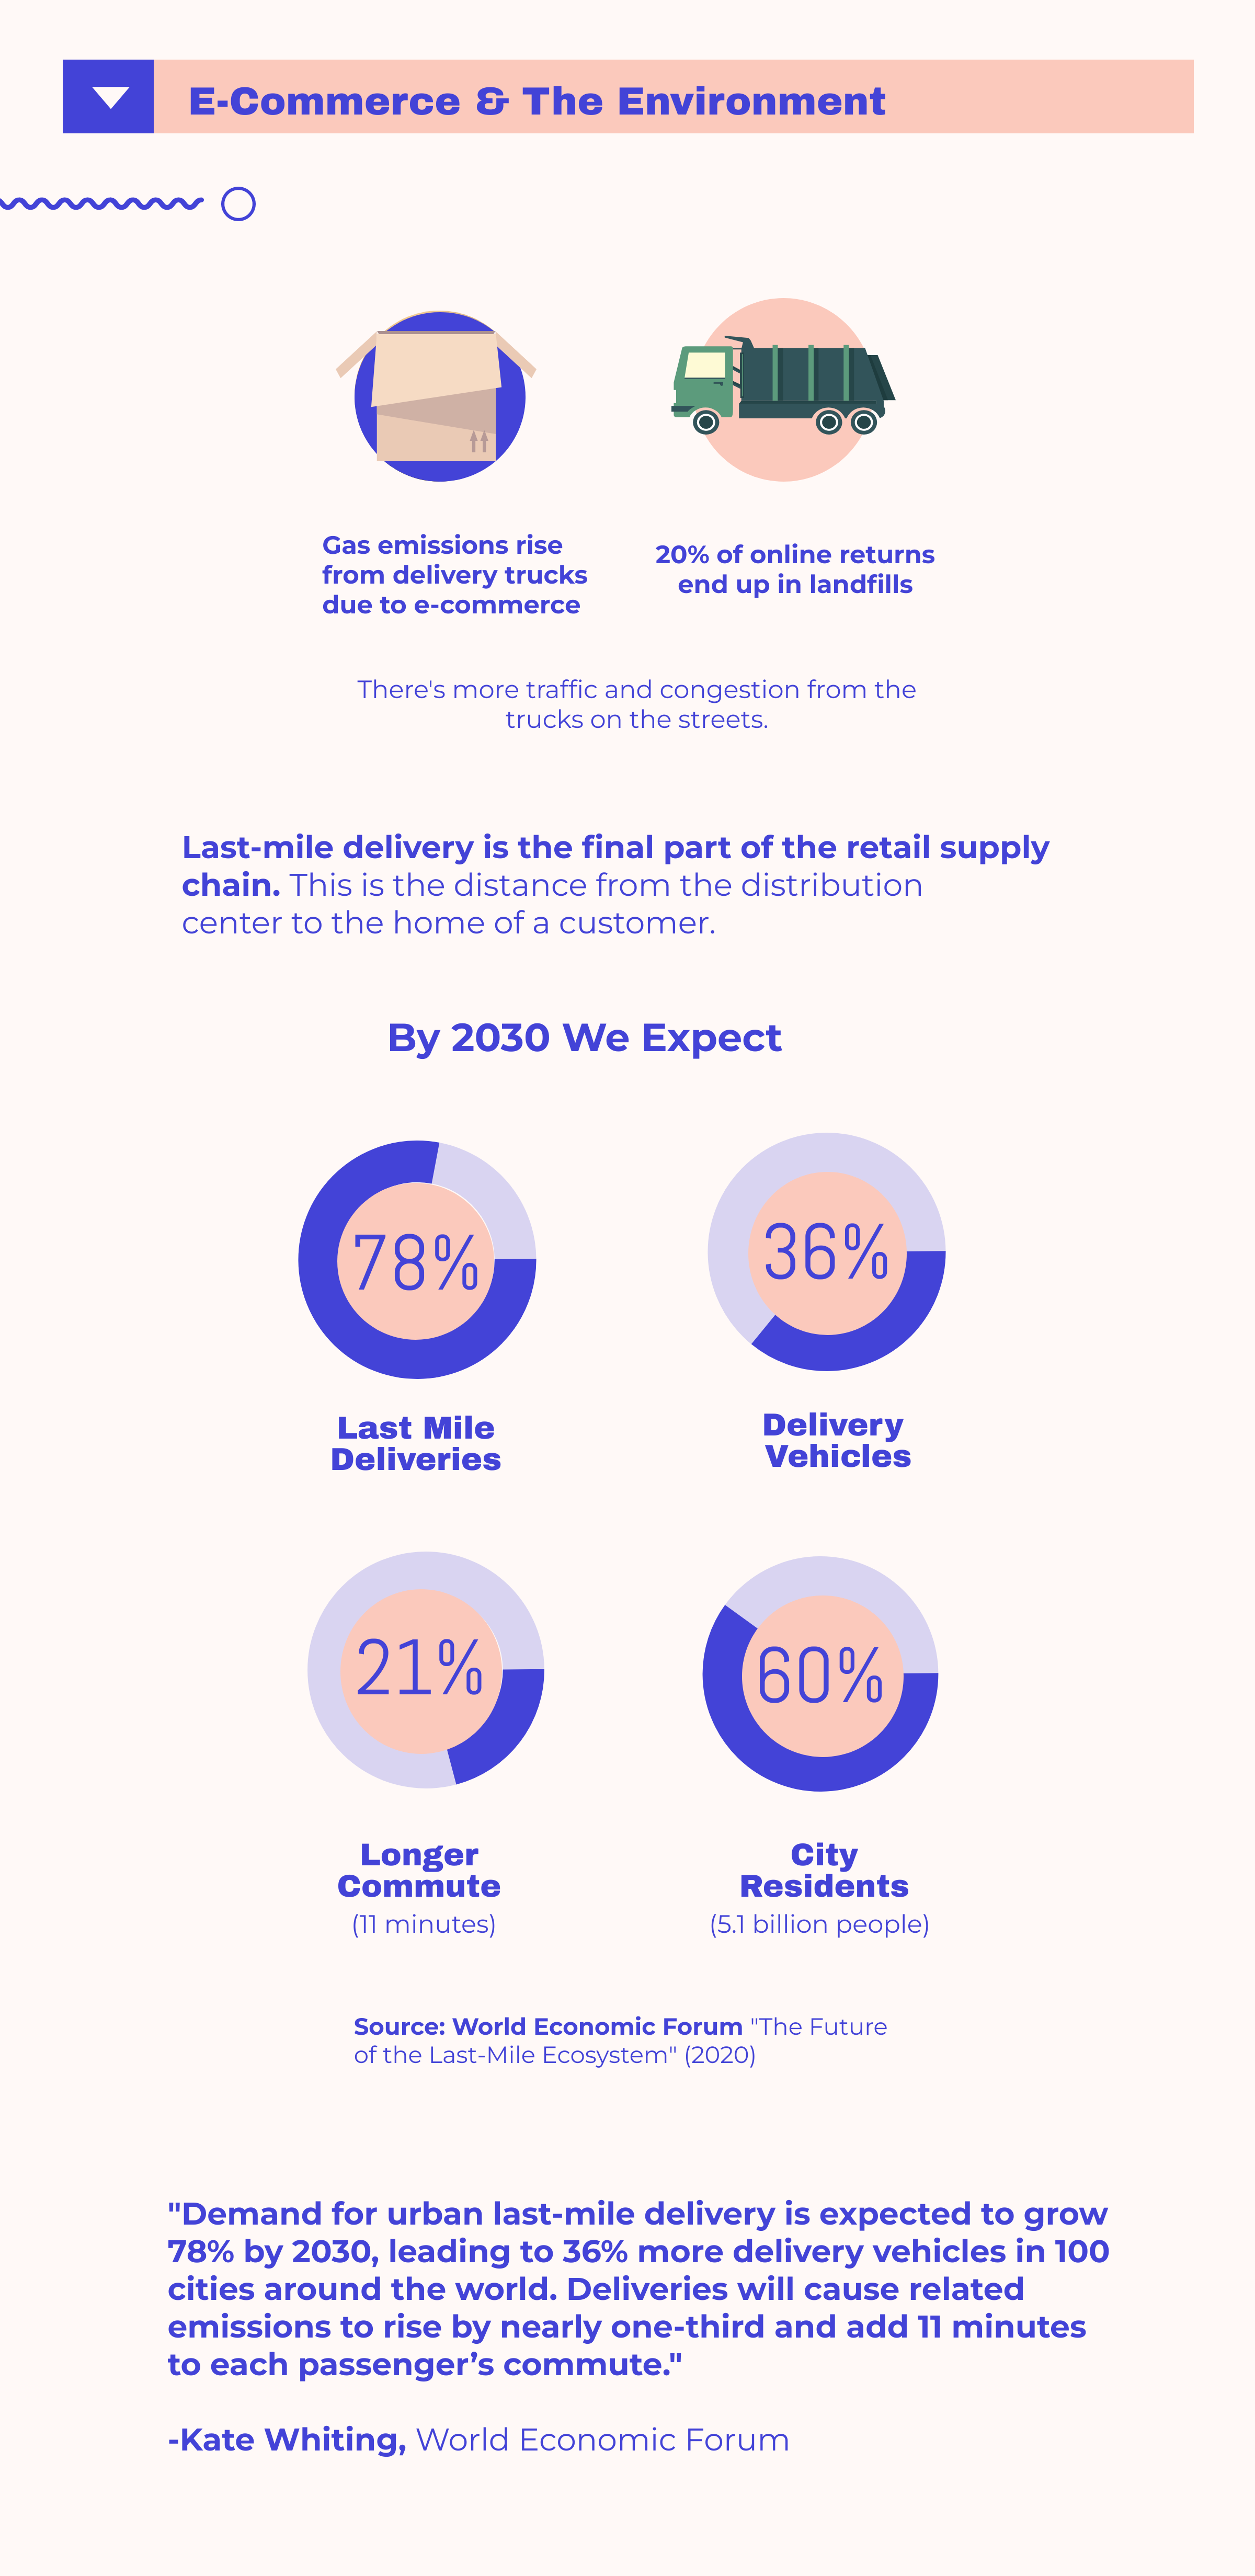 E-Commerce & The Environment
Gas emissions rise
from delivery trucks
due to e-commerce
20% of online returns
end up in landfills
There's more traffic and congestion from the
trucks on the streets.
Last-mile delivery is the final part of the retail supply
chain. This is the distance from the distribution
center to the home of a customer.
By 2030 We Expect
78%
Last Mile
Deliveries
36%
Delivery
Vehicles
21%
Longer
Commute
(11 minutes)
60%
City
Residents
(5.1 billion people)
Source: World Economic Forum "The Future
of the Last-Mile Ecosystem" (2020)
"Demand for urban last-mile delivery is expected to grow
78% by 2030, leading to 36% more delivery vehicles in 100
cities around the world. Deliveries will cause related
emissions to rise by nearly one-third and add 11 minutes
to each passenger’s commute."
-Kate Whiting, World Economic Forum